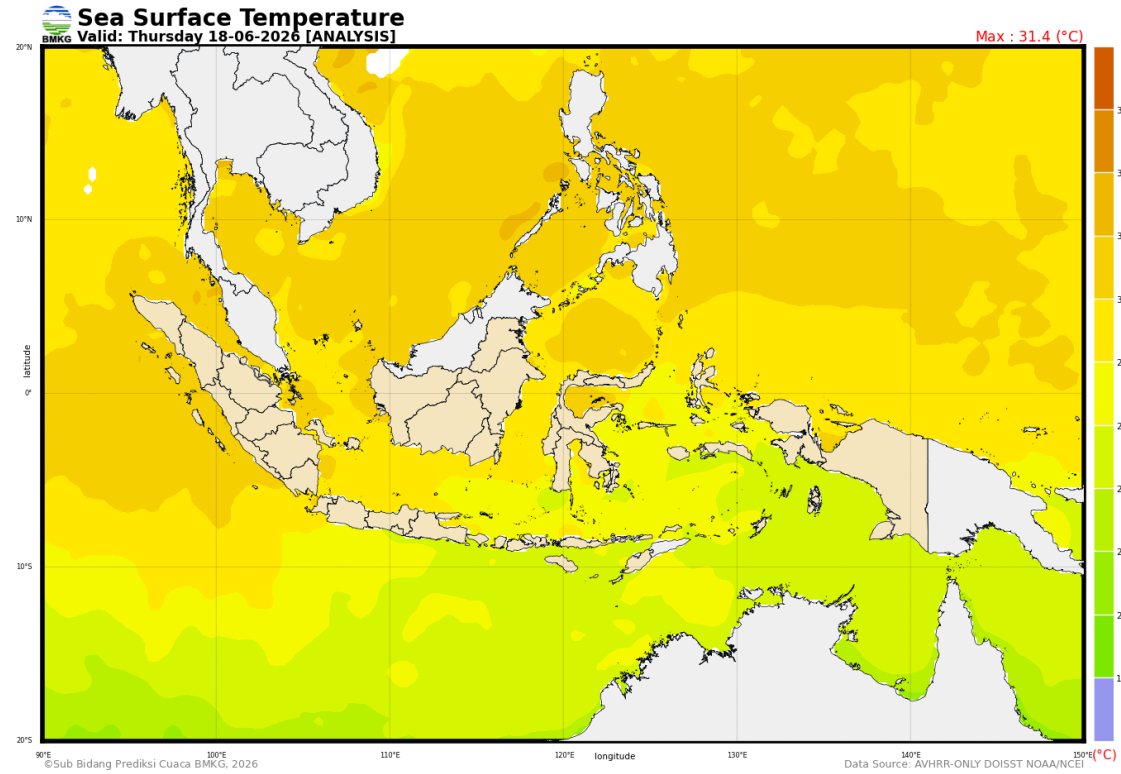 Sea Surface Temperature
BMKG
Valid: Thursday 18-06-2026 [ANALYSIS]
Max : 31.4 (°C)
20°N
10°N
latitude
0°
10°S
20°S
90°E
100°E
110°E
120°E
longitude
130°E
140°E
150°E
(°C)
©Sub Bidang Prediksi Cuaca BMKG, 2026
Data Source: AVHRR-ONLY DOISST NOAA/NCEI